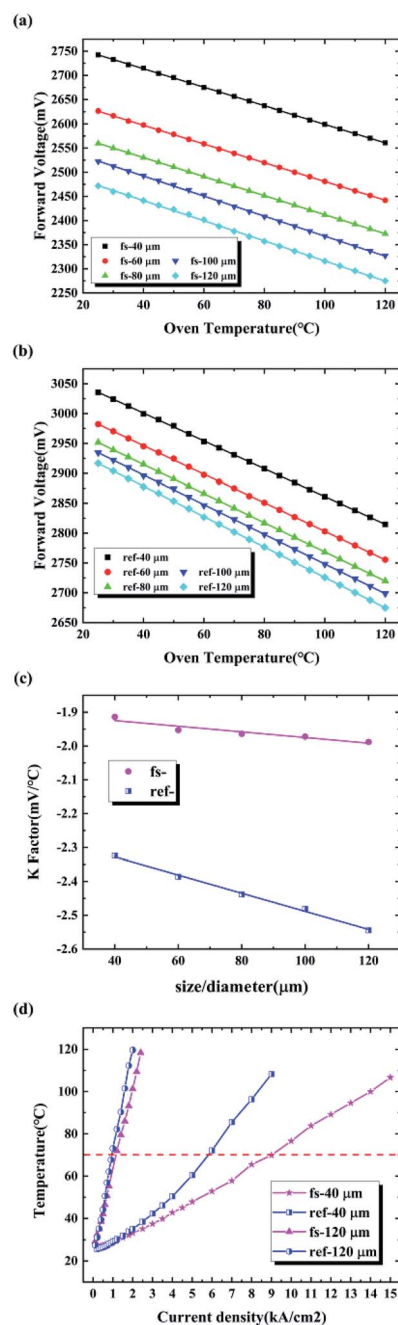 (a)
2750
2700
2650
2600
2550
2500
2450
2400
2350
2300
2250
Forward Voltage(mV)
fs-40 μm
fs-60 μm fs-100 μm
fs-80 μm fs-120 μm
20 40 60 80 100 120
Oven Temperature(℃)
(b)
3050
3000
2950
2900
2850
2800
2750
2700
2650
Forward Voltage(mV)
ref-40 μm
ref-60 μm ref-100 μm
ref-80 μm ref-120 μm
20 40 60 80 100 120
Oven Temperature(℃)
(c)
-1.9
-2.0
-2.1
-2.2
-2.3
-2.4
-2.5
-2.6
K Factor(mV/℃)
fs-
ref-
40 60 80 100 120
size/diameter(μm)
(d)
120
100
80
60
40
20
Temperature(℃)
fs-40 μm
ref-40 μm
fs-120 μm
ref-120 μm
0 1 2 3 4 5 6 7 8 9 10 11 12 13 14 15
Current density(kA/cm2)